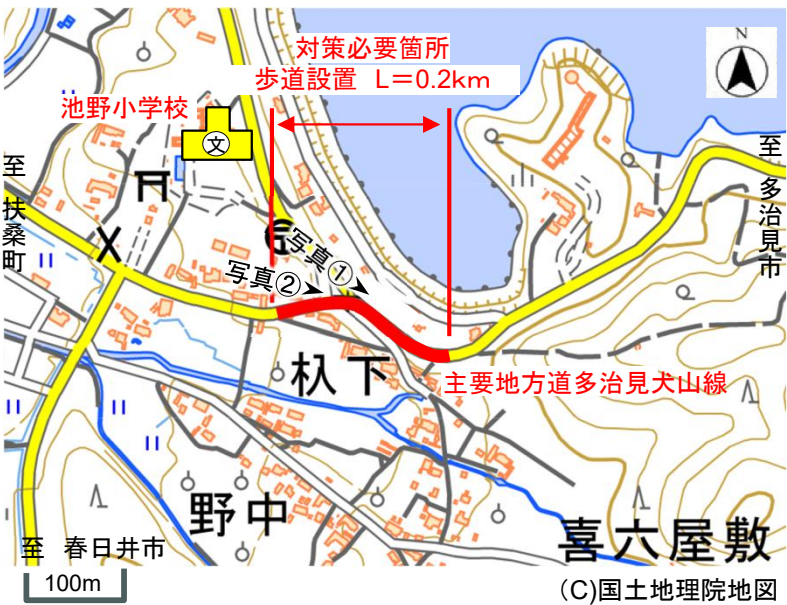 対策必要箇所
歩道設置 L=0.2km
N
池野小学校
文
至 扶桑町
至 多治見市
写真①
写真②
杁下
主要地方道多治見犬山線
野中
喜六屋敷
至 春日井市
100m
(C)国土地理院地図